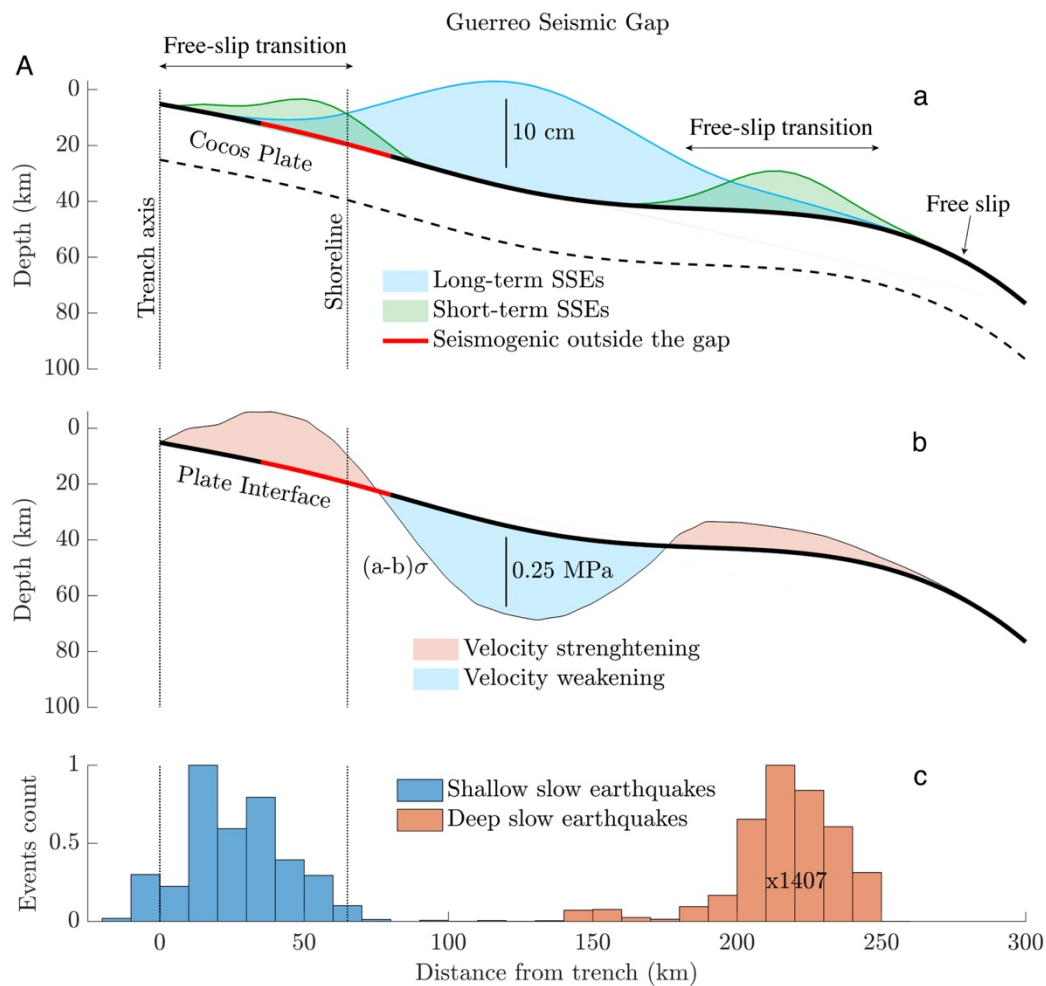 Guerreo Seismic Gap
A
Free-slip transition
a
0
20
40
60
80
100
Depth (km)
Trench axis
Cocos Plate
Shoreline
10 cm
Free-slip transition
Free slip
Long-term SSEs
Short-term SSEs
Seismogenic outside the gap
b
0
20
40
60
80
100
Depth (km)
Plate Interface
(a-b)σ
0.25 MPa
Velocity strenghtening
Velocity weakening
c
1
0.5
0
Events count
Shallow slow earthquakes
Deep slow earthquakes
x1407
0 50 100 150 200 250 300
Distance from trench (km)